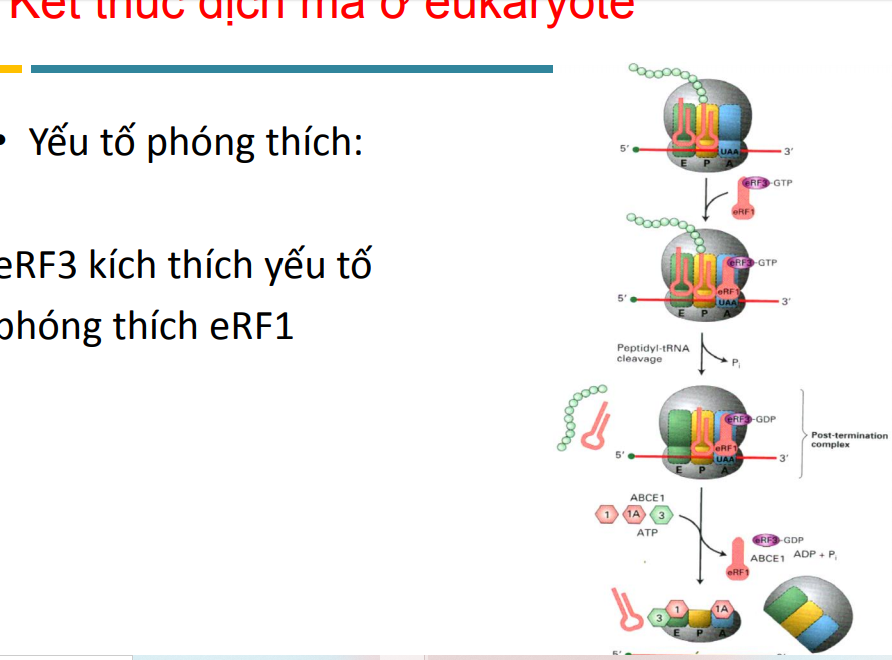 Kết thúc dịch mã ở eukaryote
• Yếu tố phóng thích:
eRF3 kích thích yếu tố
phóng thích eRF1
5′ UAA 3′
E P A
eRF3-GTP
eRF1
eRF3-GTP
eRF1
5′ UAA 3′
E P A
Peptidyl-tRNA
cleavage
Pi
eRF3-GDP
eRF1
5′ UAA 3′
E P A
Post-termination
complex
ABCE1
1 1A 3
ATP
eRF3-GDP
ABCE1 ADP + Pi
eRF1
1 1A
3
E P A
5′